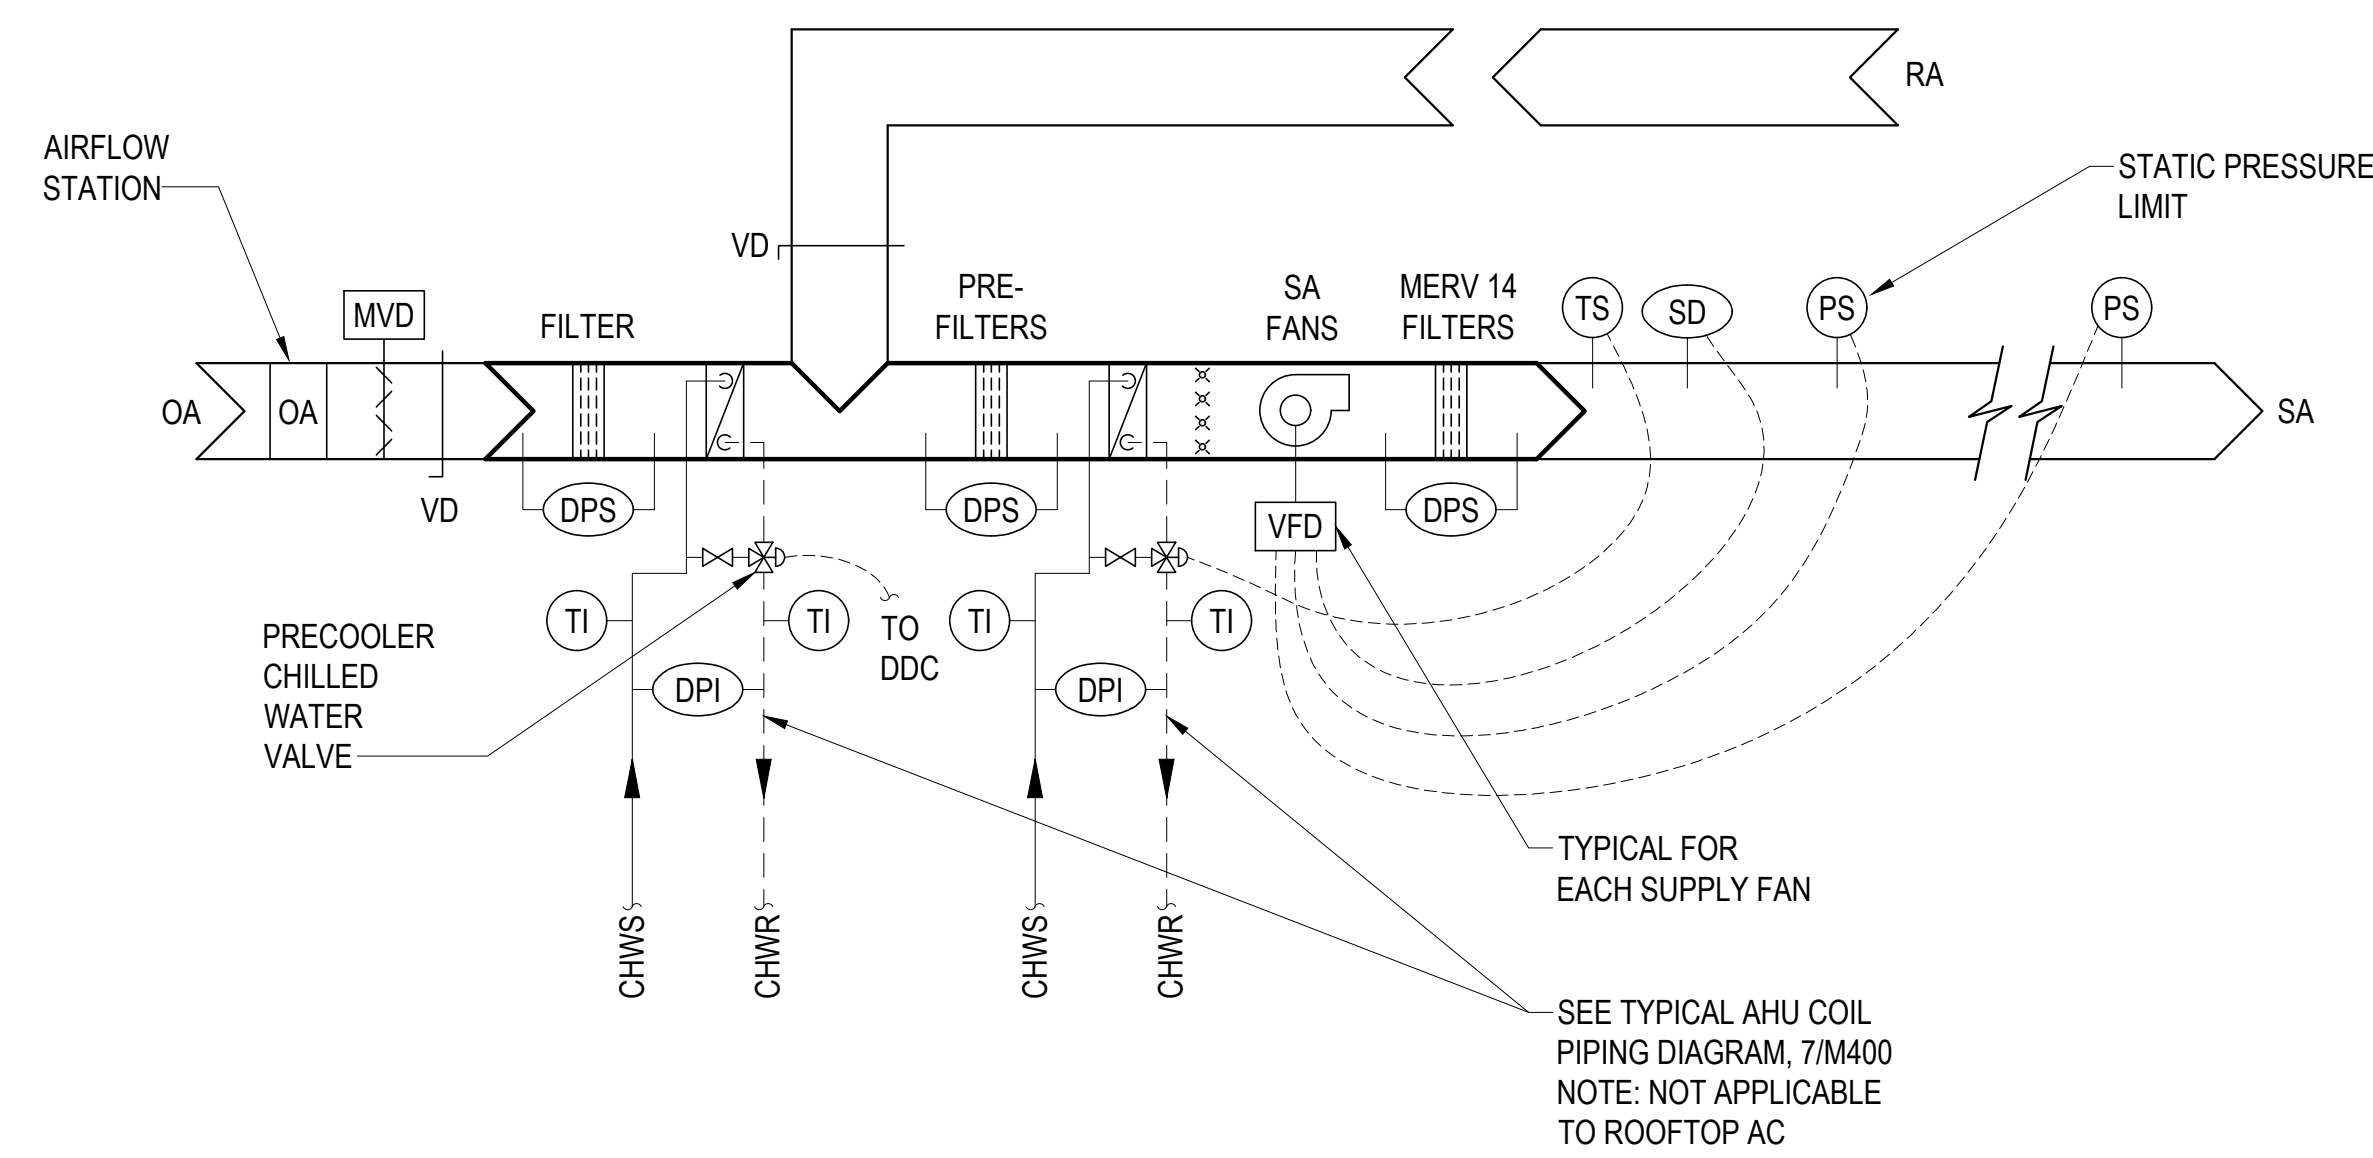 RA
AIRFLOW
STATION
STATIC PRESSURE
LIMIT
VD
MVD
FILTER
PRE-
FILTERS
SA
FANS
MERV 14
FILTERS
TS
SD
PS
PS
OA
OA
SA
VD
DPS
DPS
VFD
DPS
TI
TI
TO
DDC
TI
TI
PRECOOLER
CHILLED
WATER
VALVE
DPI
DPI
TYPICAL FOR
EACH SUPPLY FAN
CHWS
CHWR
CHWS
CHWR
SEE TYPICAL AHU COIL
PIPING DIAGRAM, 7/M400
NOTE: NOT APPLICABLE
TO ROOFTOP AC